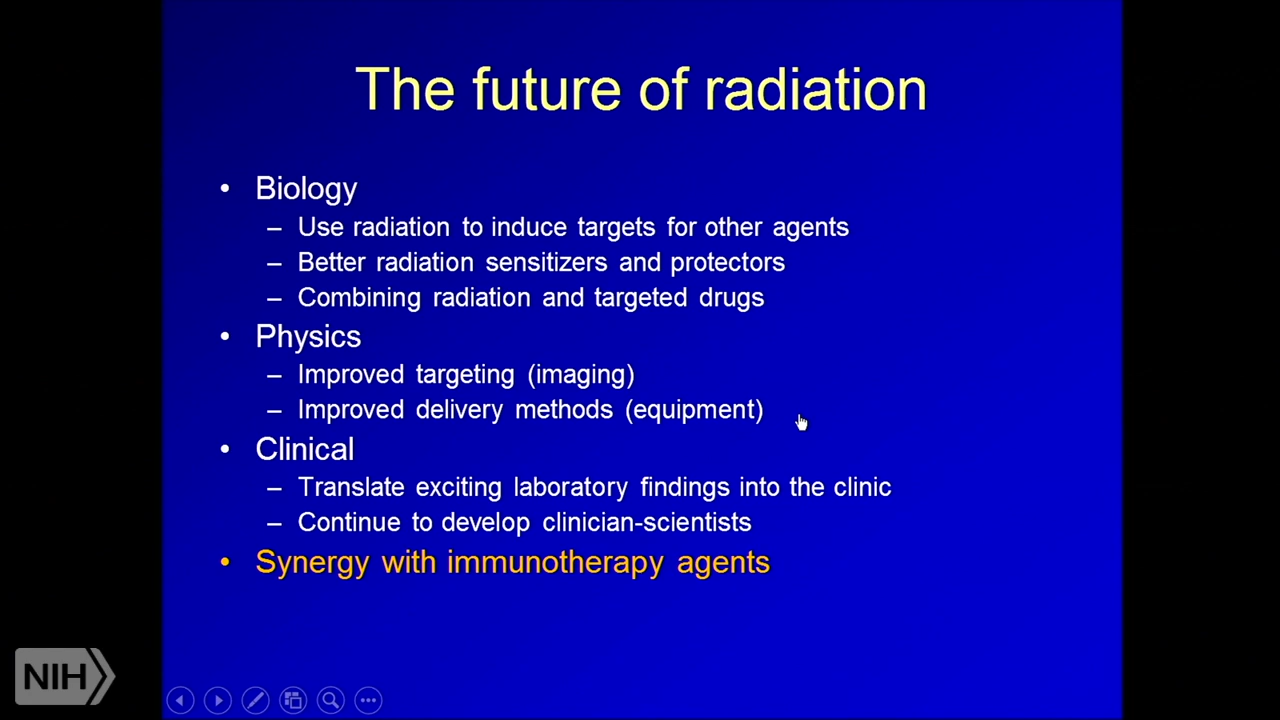 The future of radiation
• Biology
– Use radiation to induce targets for other agents
– Better radiation sensitizers and protectors
– Combining radiation and targeted drugs
• Physics
– Improved targeting (imaging)
– Improved delivery methods (equipment)
• Clinical
– Translate exciting laboratory findings into the clinic
– Continue to develop clinician-scientists
• Synergy with immunotherapy agents
NIH